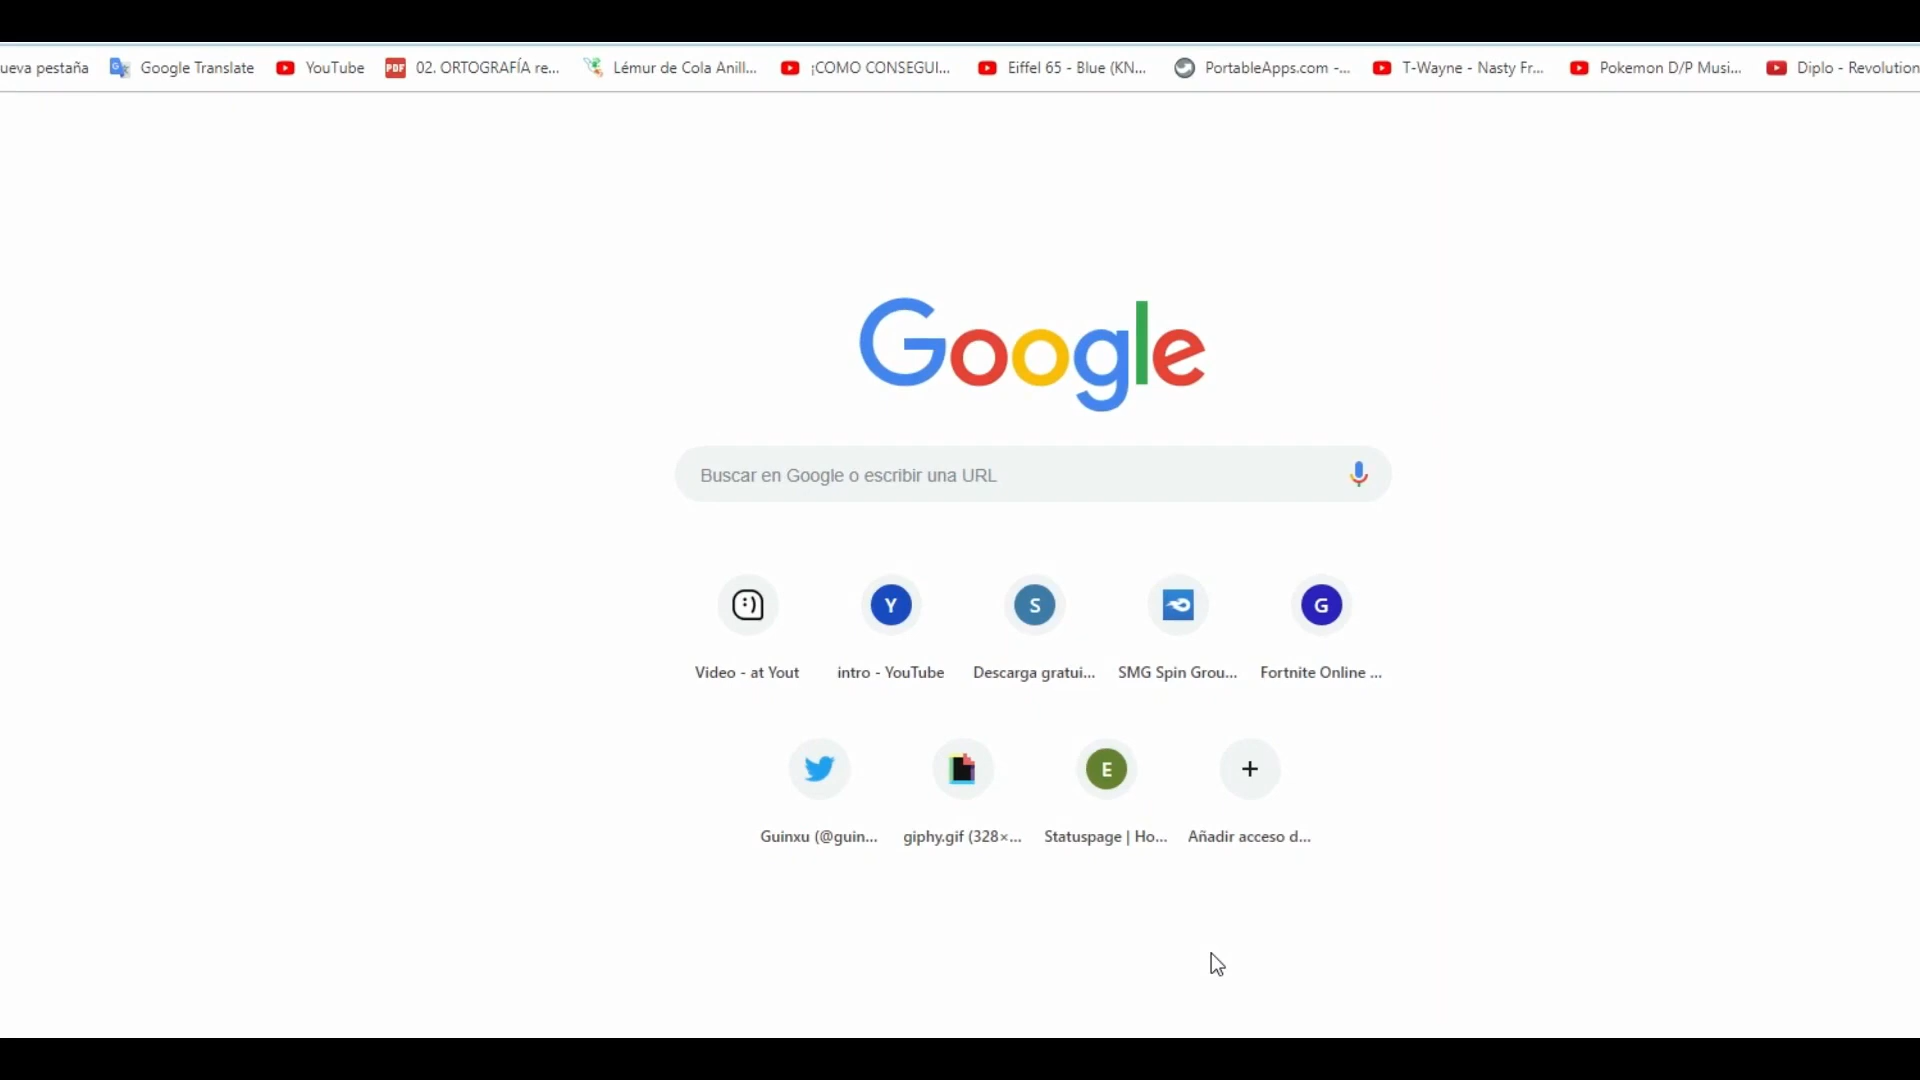 ueva pestaña Google Translate YouTube PDF 02. ORTOGRAFÍA re... Lémur de Cola Anill... ¡COMO CONSEGUI... Eiffel 65 - Blue (KN... PortableApps.com -... T-Wayne - Nasty Fr... Pokemon D/P Musi... Diplo - Revolution
Google
Buscar en Google o escribir una URL
Y S G
Video - at Yout intro - YouTube Descarga gratui... SMG Spin Grou... Fortnite Online ...
E
Guinxu (@guin... giphy.gif (328×... Statuspage | Ho... Añadir acceso d...